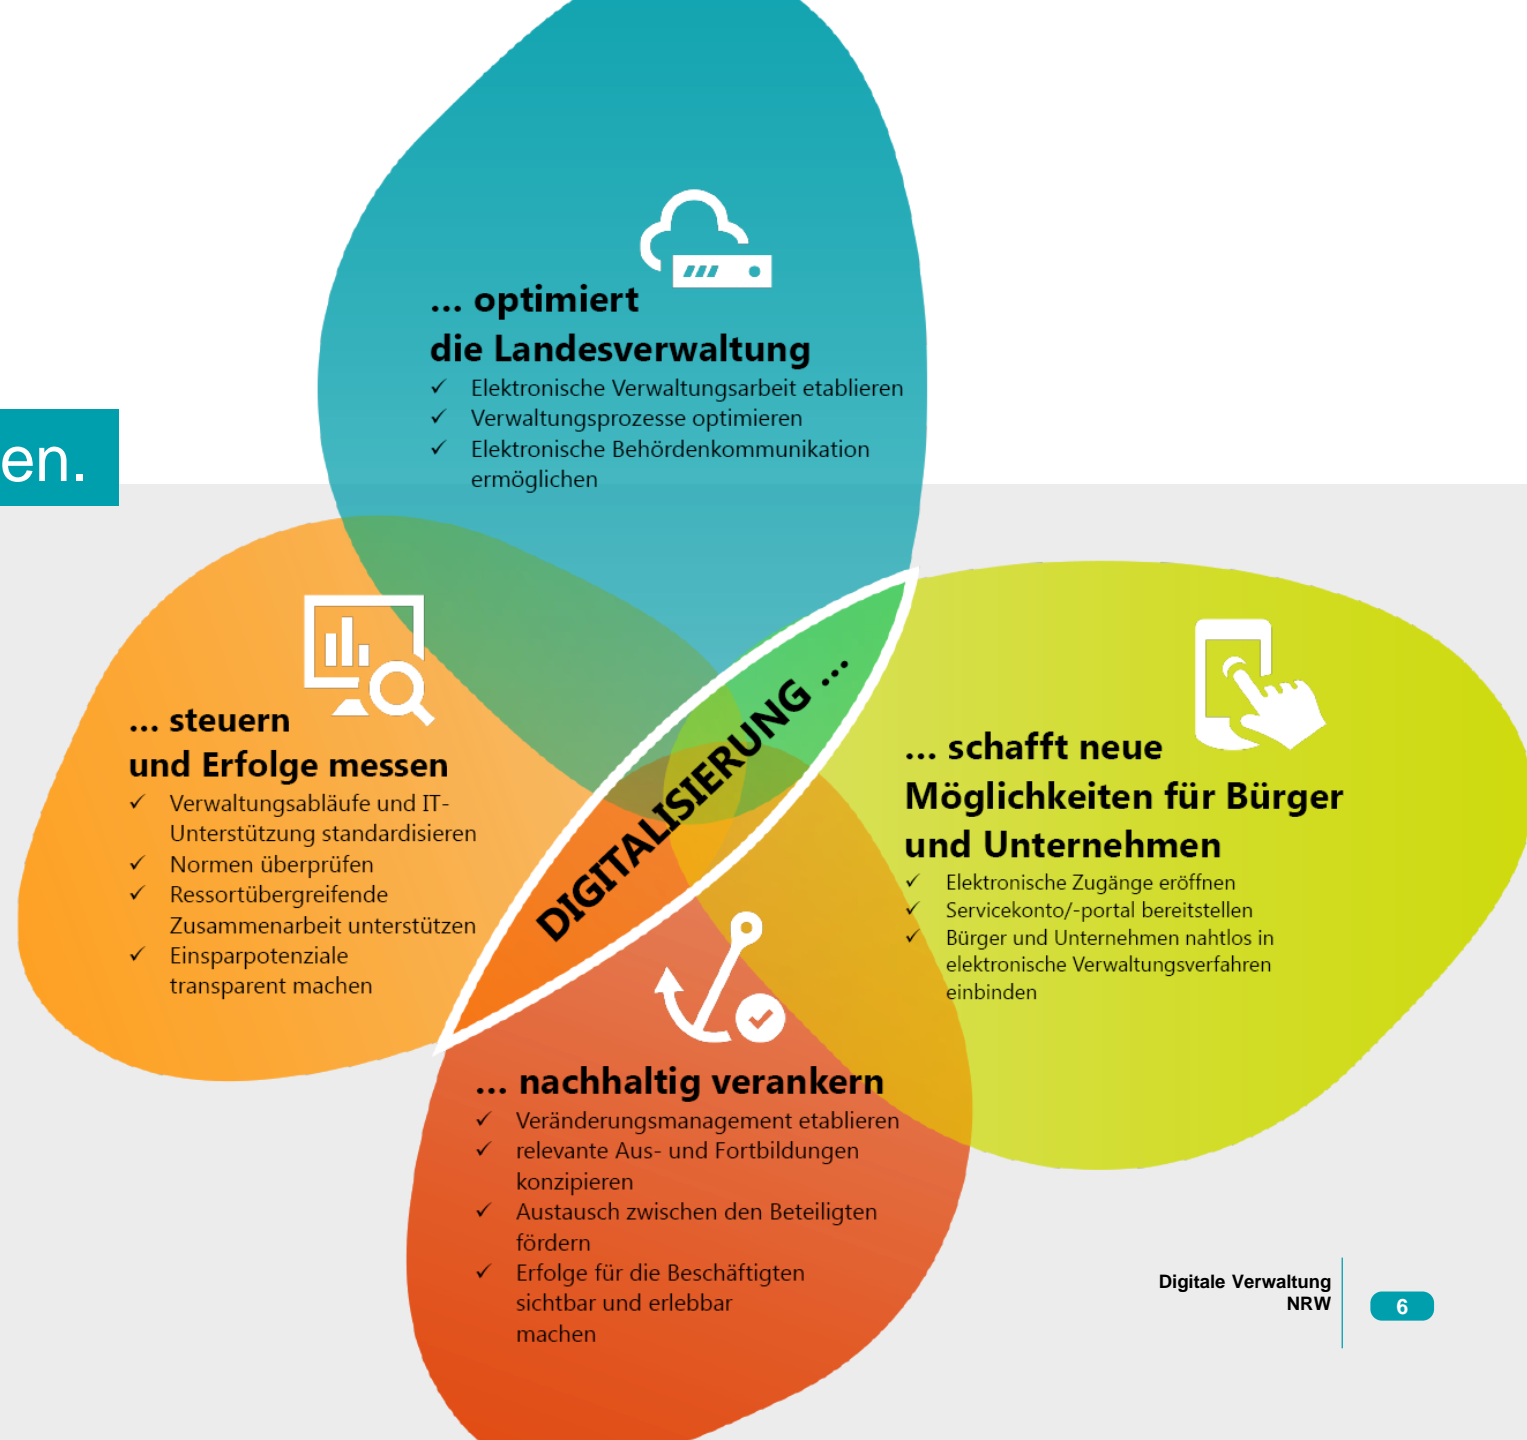 ... optimiert
die Landesverwaltung
✓ Elektronische Verwaltungsarbeit etablieren
✓ Verwaltungsprozesse optimieren
✓ Elektronische Behördenkommunikation
ermöglichen
en.
... steuern
und Erfolge messen
✓ Verwaltungsabläufe und IT-
Unterstützung standardisieren
✓ Normen überprüfen
✓ Ressortübergreifende
Zusammenarbeit unterstützen
✓ Einsparpotenziale
transparent machen
DIGITALISIERUNG ...
... schafft neue
Möglichkeiten für Bürger
und Unternehmen
✓ Elektronische Zugänge eröffnen
✓ Servicekonto/-portal bereitstellen
✓ Bürger und Unternehmen nahtlos in
elektronische Verwaltungsverfahren
einbinden
... nachhaltig verankern
✓ Veränderungsmanagement etablieren
✓ relevante Aus- und Fortbildungen
konzipieren
✓ Austausch zwischen den Beteiligten
fördern
✓ Erfolge für die Beschäftigten
sichtbar und erlebbar
machen
Digitale Verwaltung
NRW
6